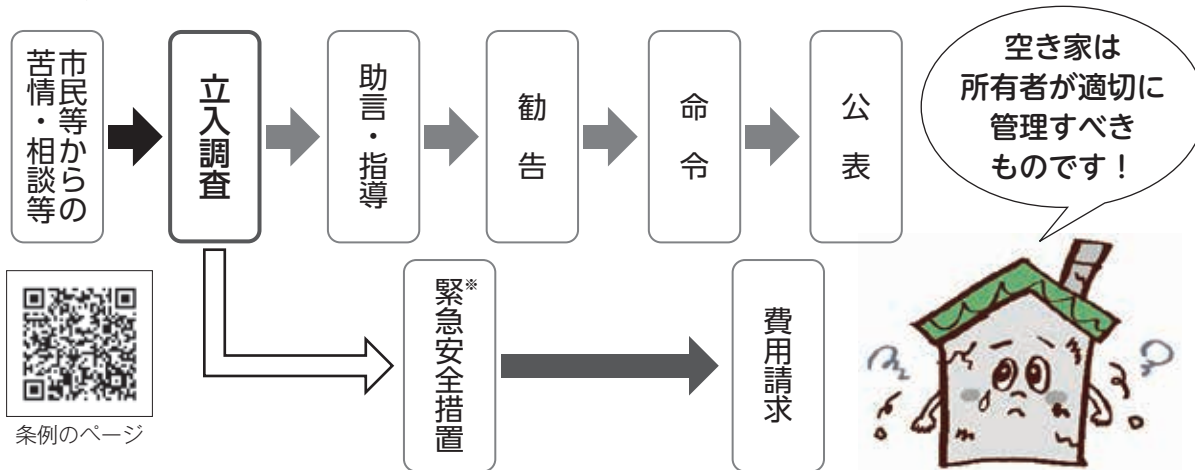 市民等からの
苦情・相談等
立入調査
助言・指導
勧告
命令
公表
空き家は
所有者が適切に
管理すべき
ものです！
緊急安全措置※
費用請求
条例のページ